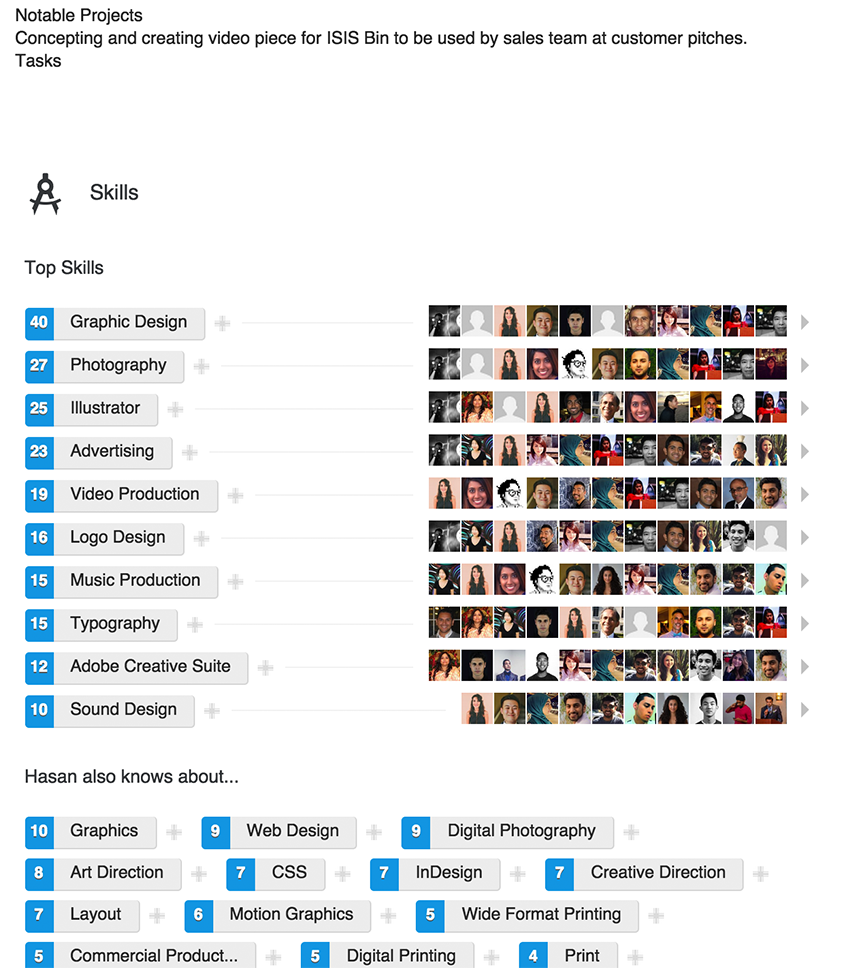 Notable Projects
Concepting and creating video piece for ISIS Bin to be used by sales team at customer pitches.
Tasks
Skills
Top Skills
40 Graphic Design
27 Photography
25 Illustrator
23 Advertising
19 Video Production
16 Logo Design
15 Music Production
15 Typography
12 Adobe Creative Suite
10 Sound Design
Hasan also knows about...
10 Graphics 9 Web Design 9 Digital Photography
8 Art Direction 7 CSS 7 InDesign 7 Creative Direction
7 Layout 6 Motion Graphics 5 Wide Format Printing
5 Commercial Product... 5 Digital Printing 4 Print